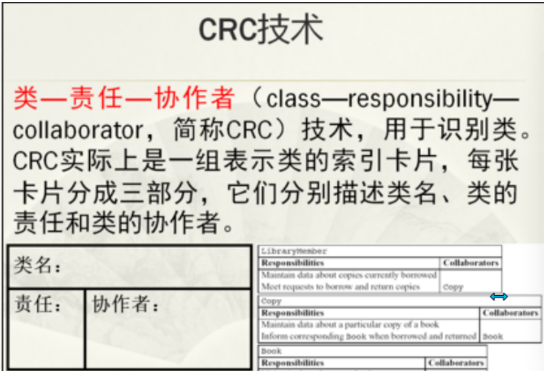 CRC技术
类—责任—协作者（class—responsibility—
collaborator，简称CRC）技术，用于识别类。
CRC实际上是一组表示类的索引卡片，每张
卡片分成三部分，它们分别描述类名、类的
责任和类的协作者。
类名：
责任：
协作者：
LibraryMember
Responsibilities Collaborators
Maintain data about copies currently borrowed
Meet requests to borrow and return copies Copy
Copy
Responsibilities Collaborators
Maintain data about a particular copy of a book
Inform corresponding Book when borrowed and returned Book
Book
Responsibilities Collaborators